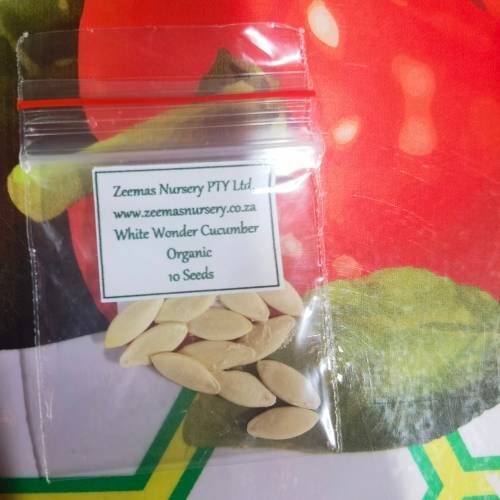 Zeemas Nursery PTY Ltd.
www.zeemasnursery.co.za
White Wonder Cucumber
Organic
10 Seeds